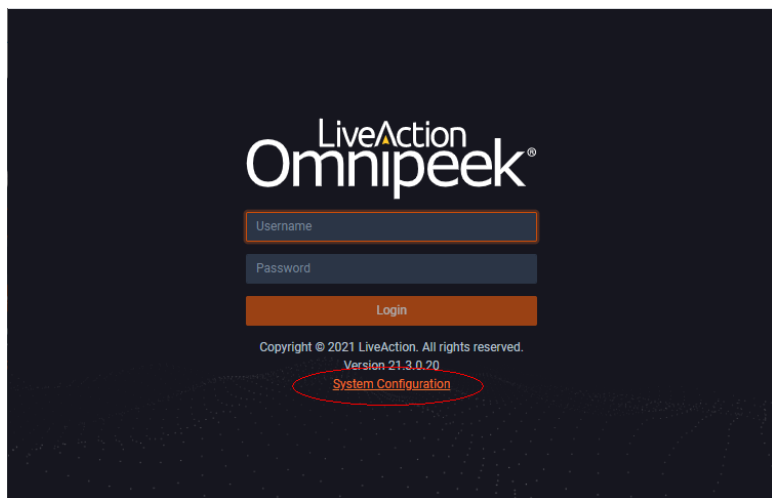 LiveAction
Omnipeek®
Username
Password
Login
Copyright © 2021 LiveAction. All rights reserved.
Version 21.3.0.20
System Configuration